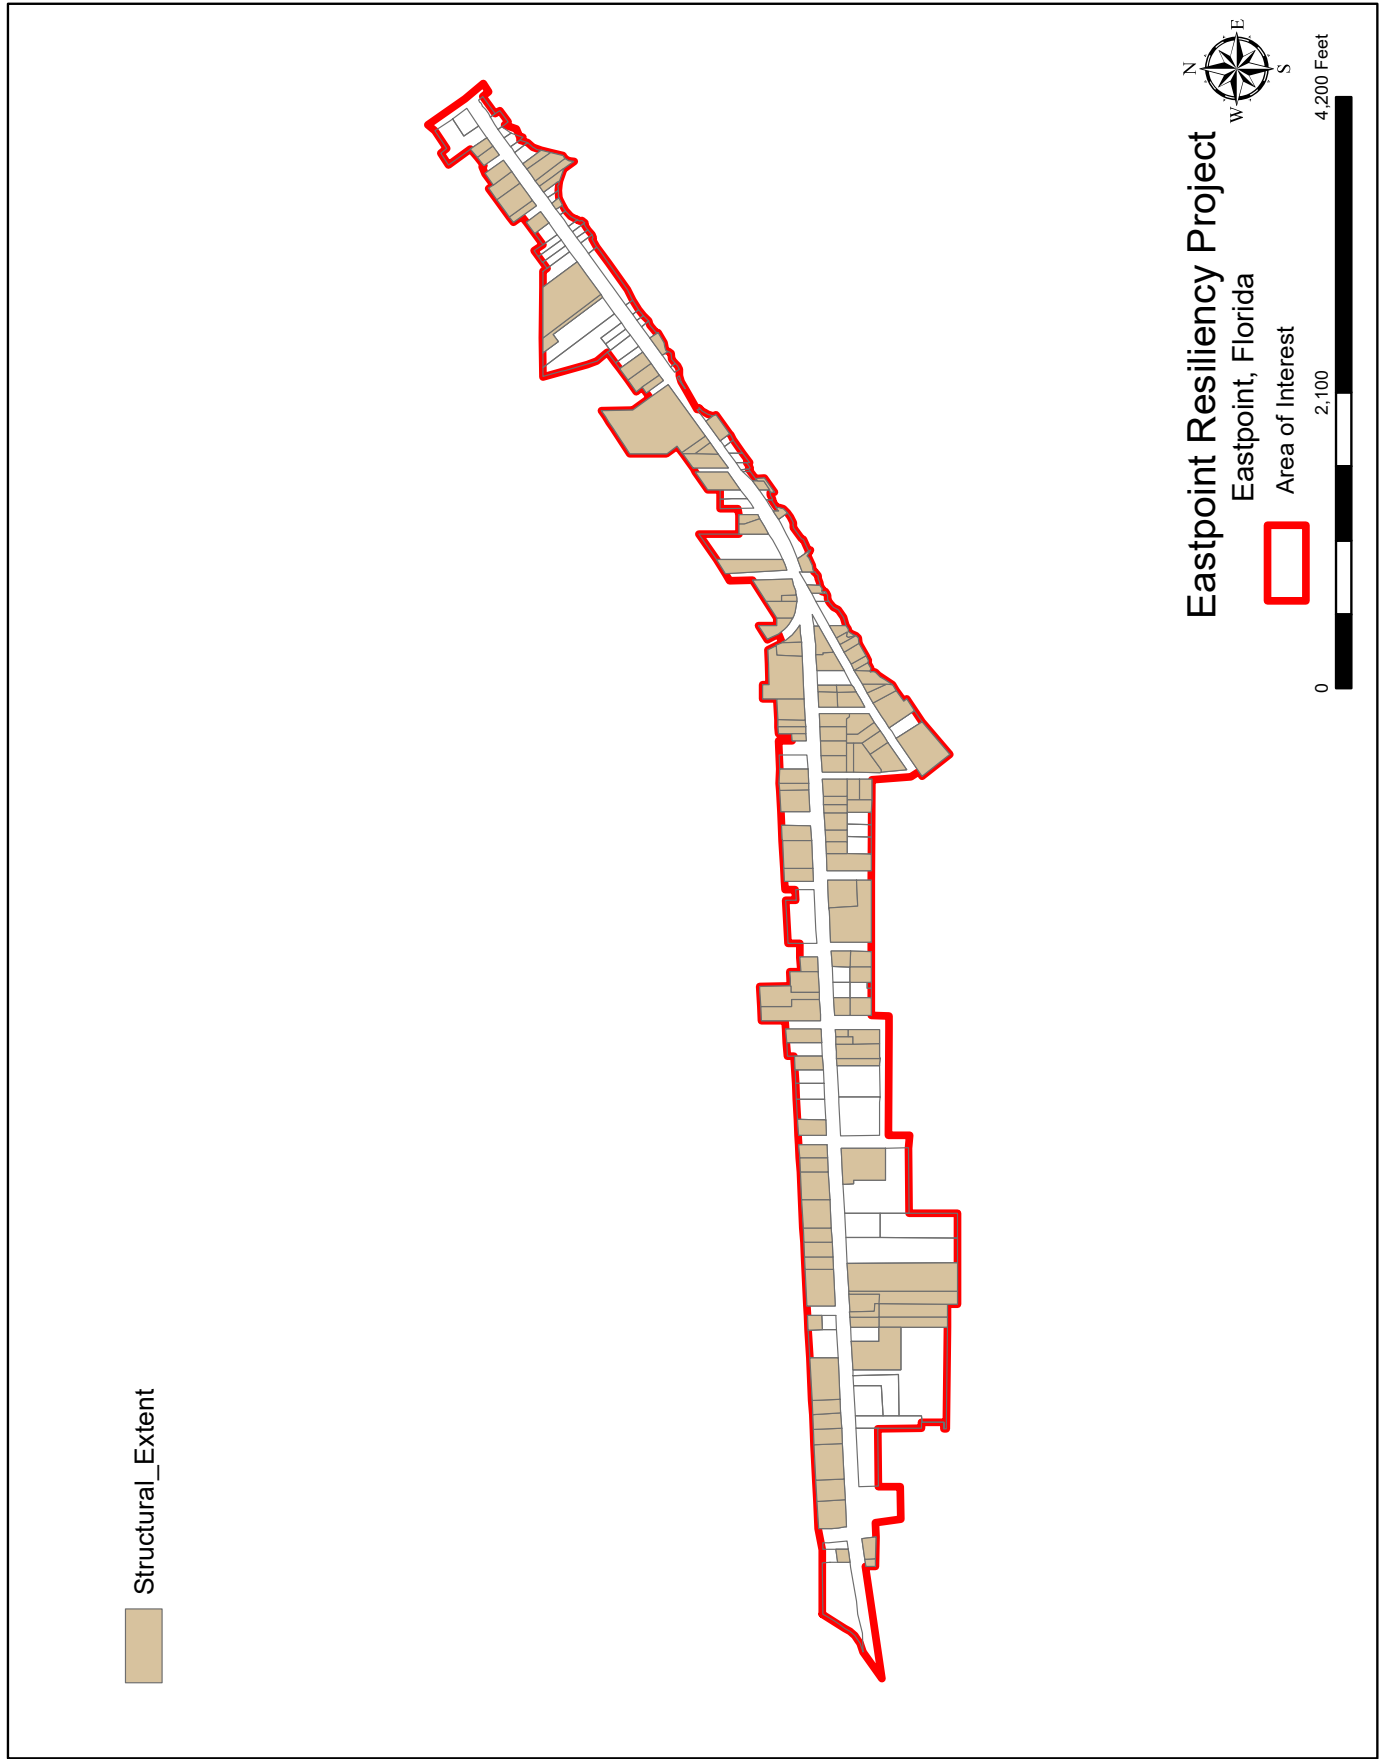 Structural_Extent
Eastpoint Resiliency Project
Eastpoint, Florida
Area of Interest
0 2,100 4,200 Feet
N
W E
S